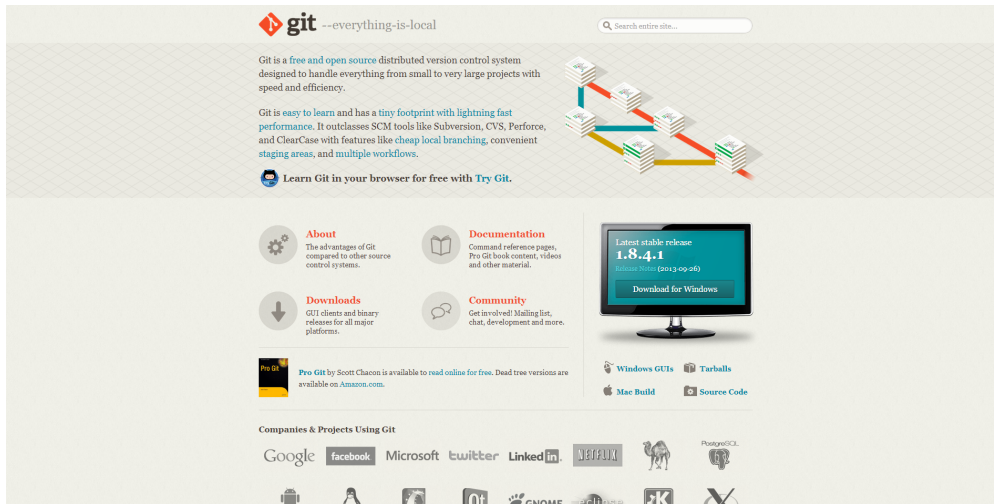 git --everything-is-local
Search entire site...
Git is a free and open source distributed version control system
designed to handle everything from small to very large projects with
speed and efficiency.
Git is easy to learn and has a tiny footprint with lightning fast
performance. It outclasses SCM tools like Subversion, CVS, Perforce,
and ClearCase with features like cheap local branching, convenient
staging areas, and multiple workflows.
Learn Git in your browser for free with Try Git.
About
The advantages of Git
compared to other source
control systems.
Documentation
Command reference pages,
Pro Git book content, videos
and other material.
Downloads
GUI clients and binary
releases for all major
platforms.
Community
Get involved! Mailing list,
chat, development and more.
Latest stable release
1.8.4.1
Release Notes (2013-09-26)
Download for Windows
Windows GUIs
Tarballs
Mac Build
Source Code
Pro Git
Pro Git by Scott Chacon is available to read online for free. Dead tree versions are
available on Amazon.com.
Companies & Projects Using Git
Google facebook Microsoft twitter Linked in NETFLIX PostgreSQL
Qt GNOME eclipse K X